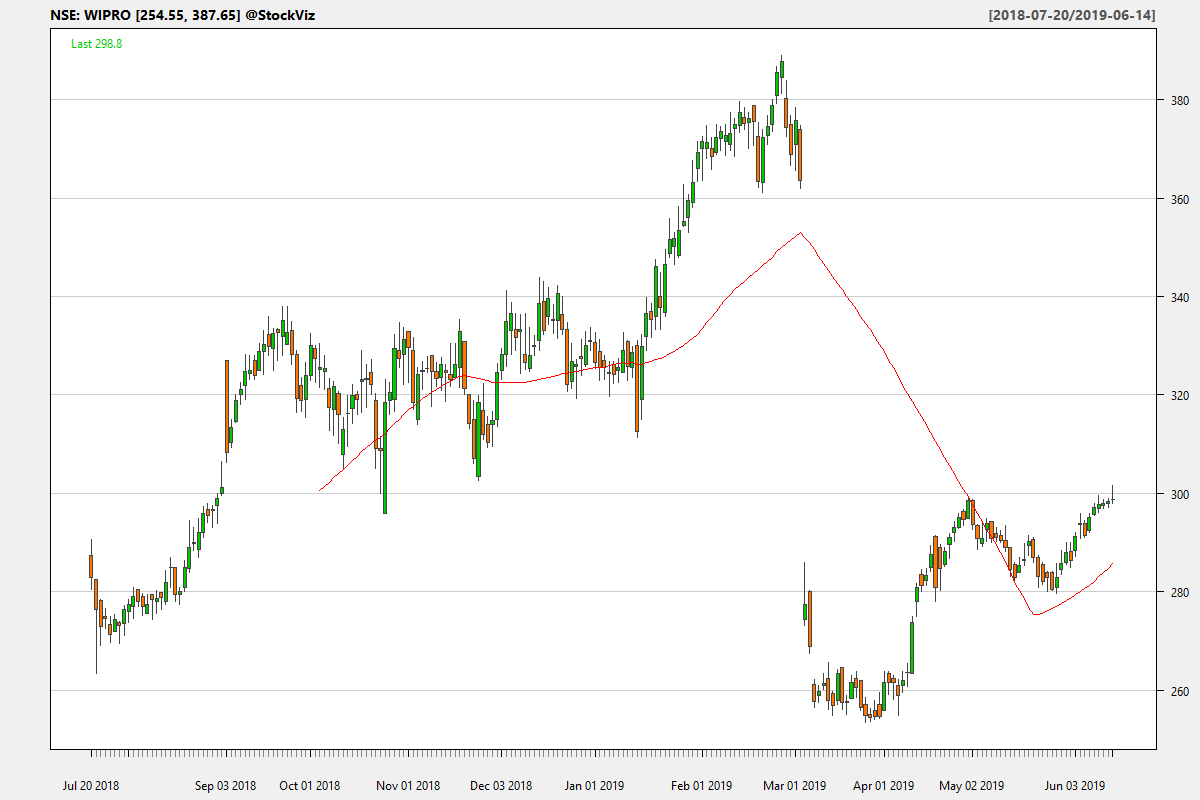 NSE: WIPRO [254.55, 387.65] @StockViz
[2018-07-20/2019-06-14]
Last 298.8
380
360
340
320
300
280
260
Jul 20 2018 Sep 03 2018 Oct 01 2018 Nov 01 2018 Dec 03 2018 Jan 01 2019 Feb 01 2019 Mar 01 2019 Apr 01 2019 May 02 2019 Jun 03 2019